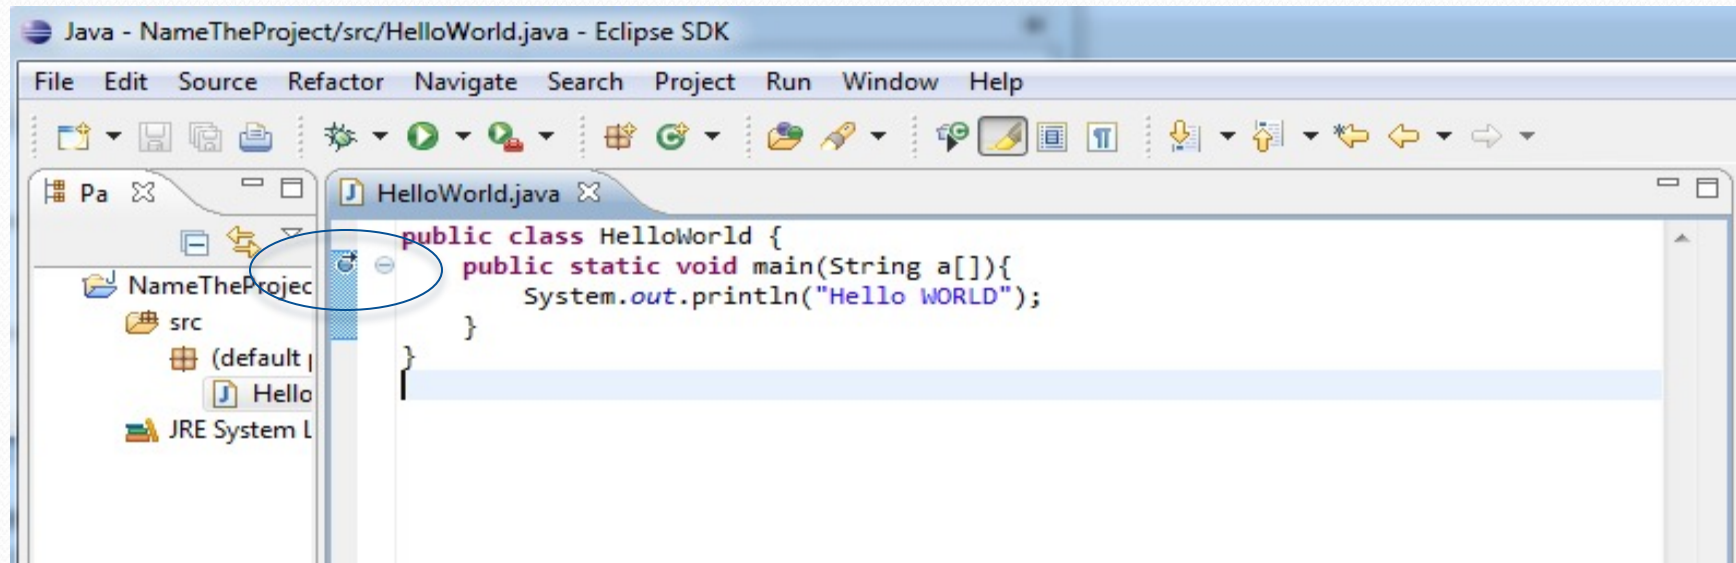 Java - NameTheProject/src/HelloWorld.java - Eclipse SDK
File Edit Source Refactor Navigate Search Project Run Window Help
Pa
HelloWorld.java
NameTheProjec
src
(default p
Hello
JRE System L
public class HelloWorld {
public static void main(String a[]){
System.out.println("Hello WORLD");
}
}